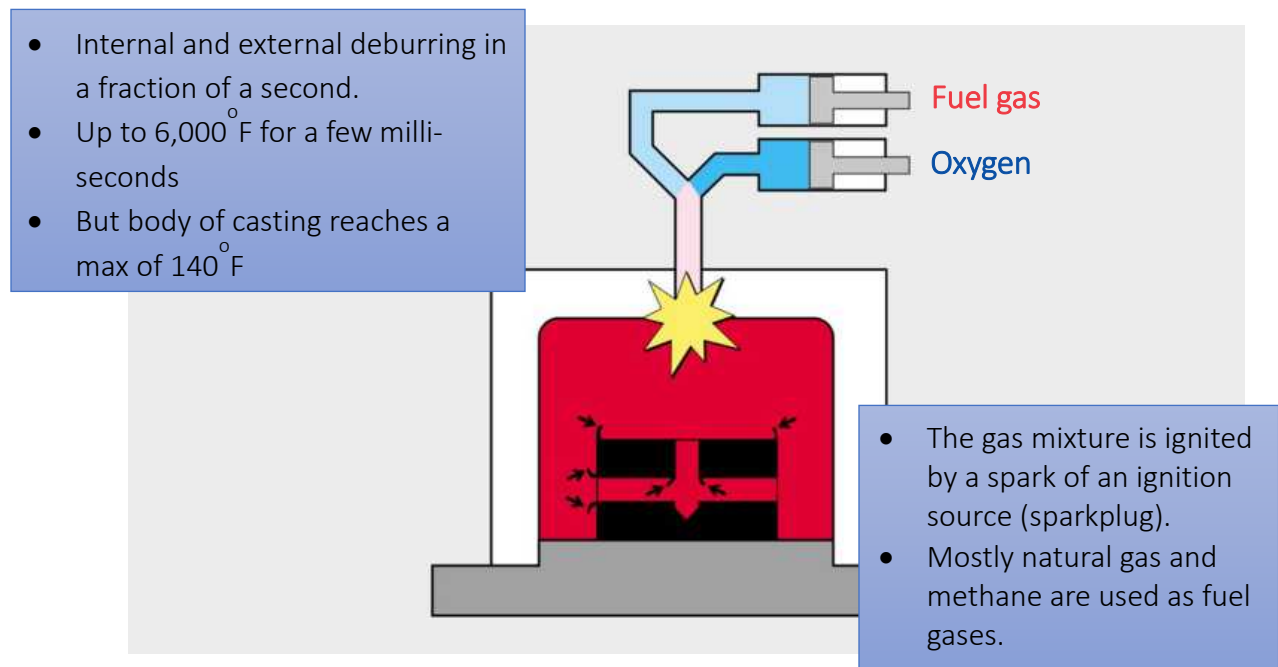 • Internal and external deburring in
a fraction of a second.
• Up to 6,000°F for a few milli-
seconds
• But body of casting reaches a
max of 140°F
Fuel gas
Oxygen
• The gas mixture is ignited
by a spark of an ignition
source (sparkplug).
• Mostly natural gas and
methane are used as fuel
gases.